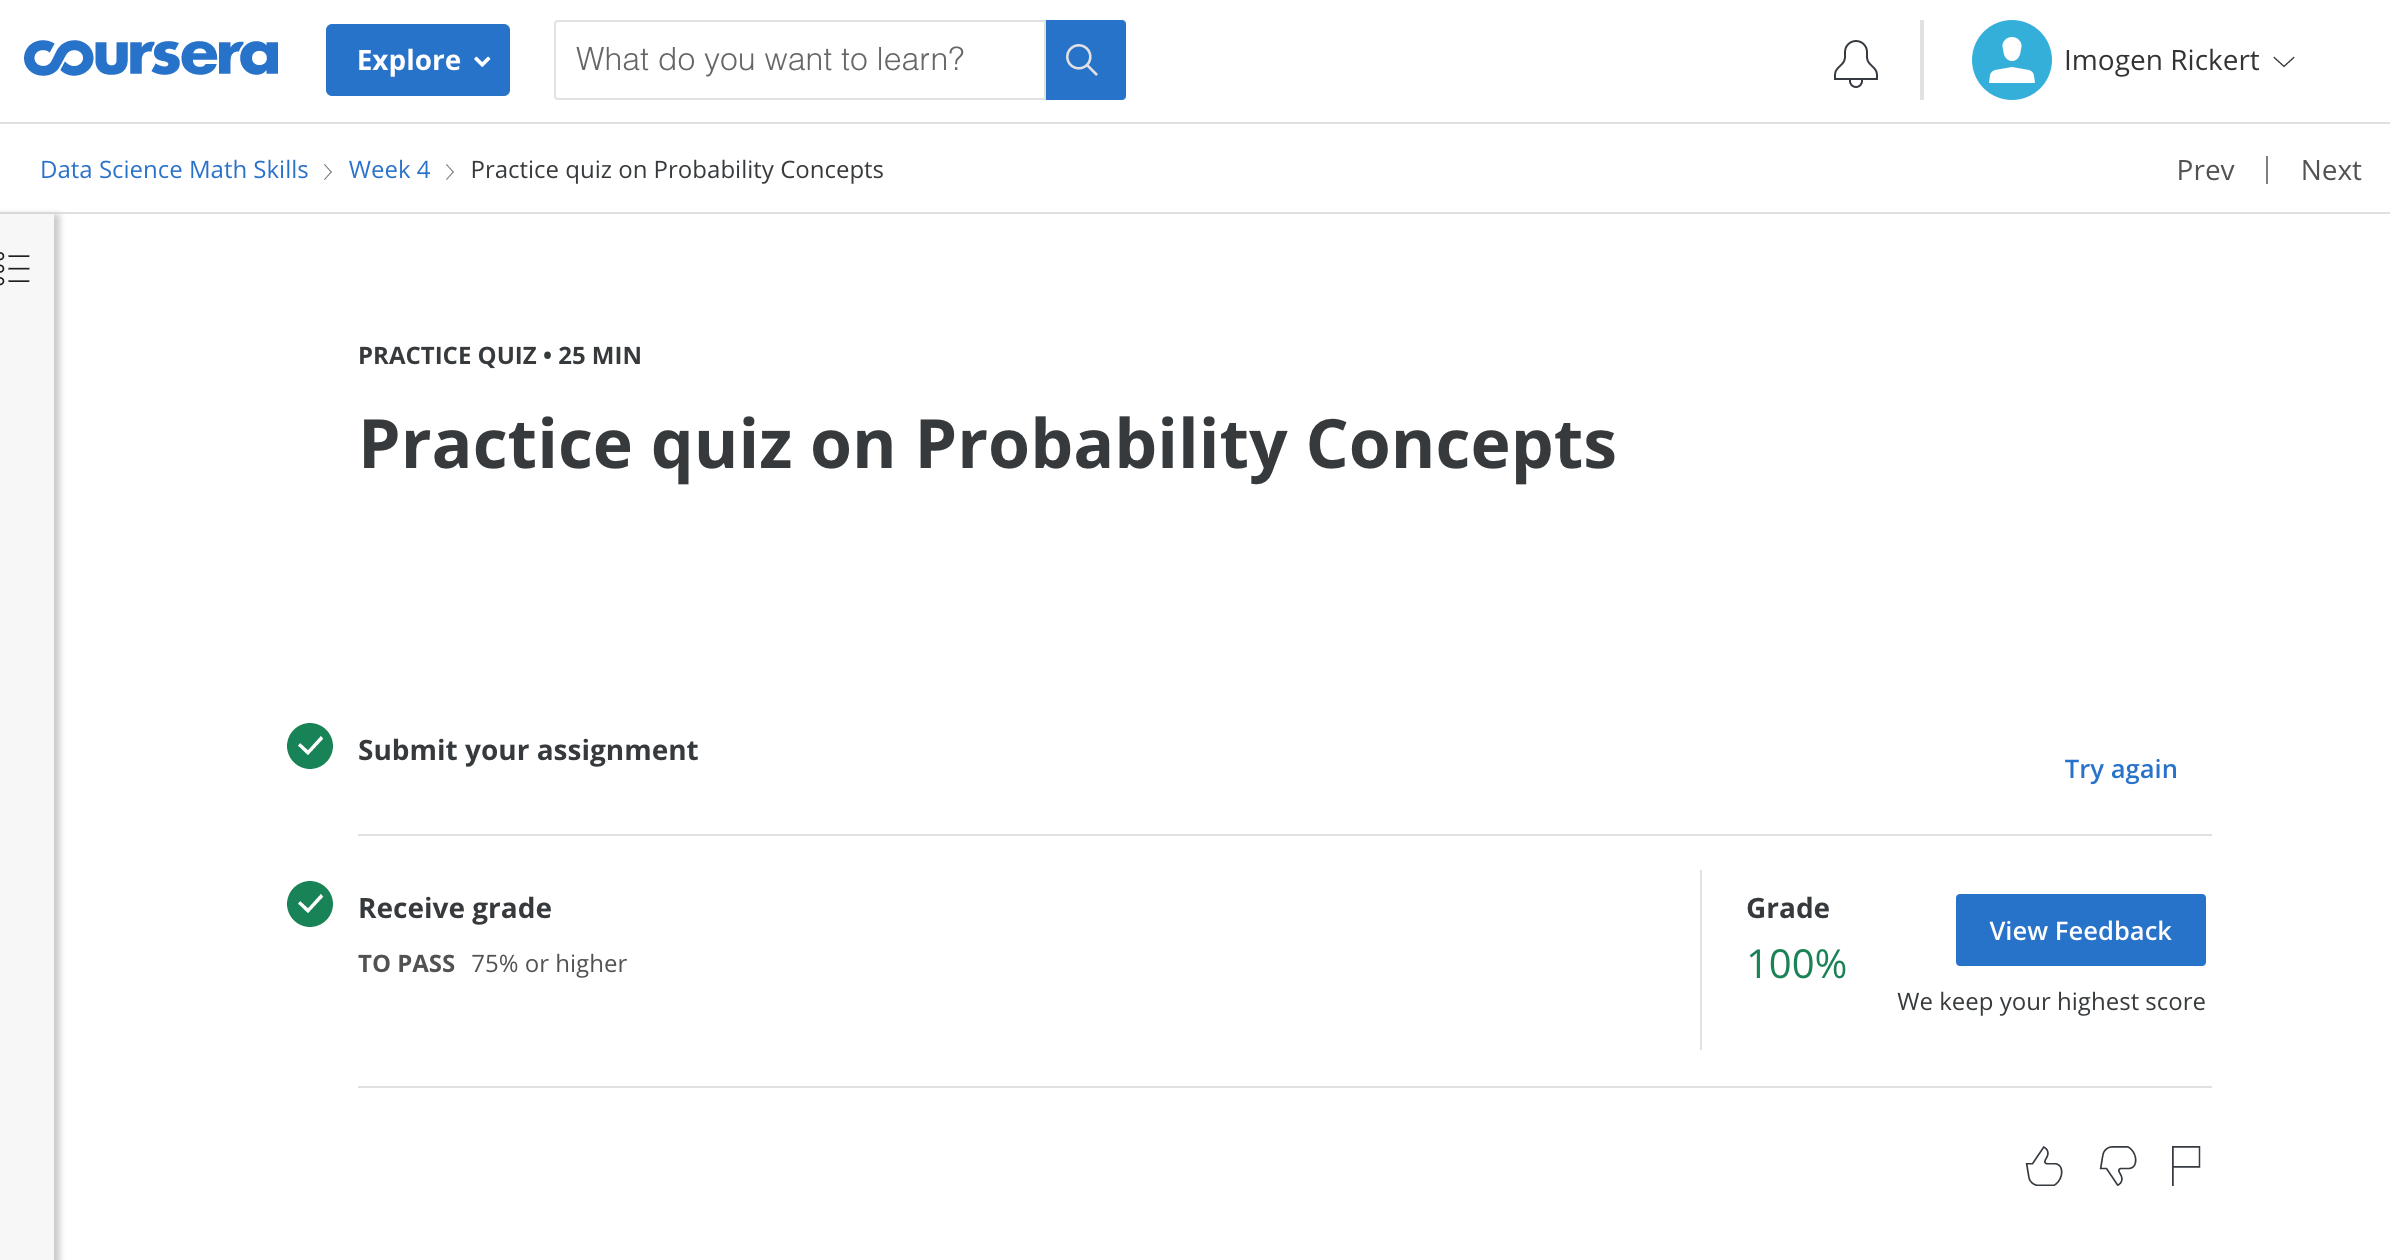 coursera
Explore
What do you want to learn?
Imogen Rickert
Data Science Math Skills > Week 4 > Practice quiz on Probability Concepts
Prev | Next
PRACTICE QUIZ • 25 MIN
Practice quiz on Probability Concepts
Submit your assignment
Try again
Receive grade
TO PASS 75% or higher
Grade
100%
View Feedback
We keep your highest score